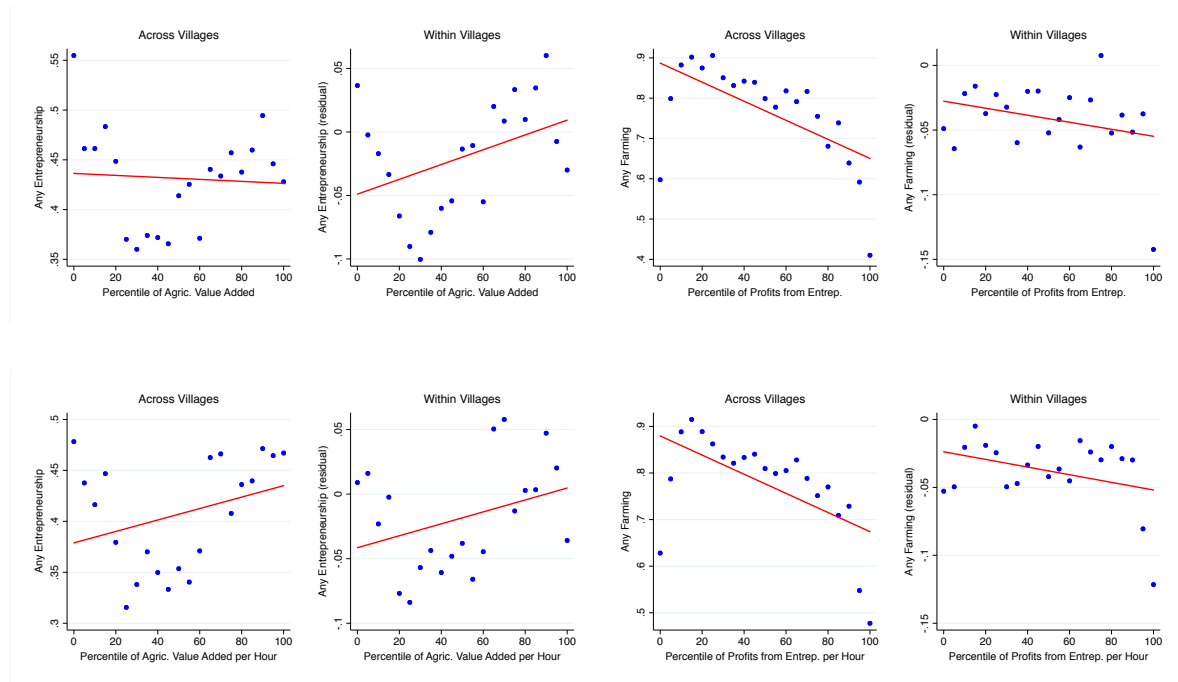 Across Villages
Any Entrepreneurship
.35 .4 .45 .5 .55
0 20 40 60 80 100
Percentile of Agric. Value Added
Within Villages
Any Entrepreneurship (residual)
-.1 -.05 0 .05
0 20 40 60 80 100
Percentile of Agric. Value Added
Across Villages
Any Farming
.4 .5 .6 .7 .8 .9
0 20 40 60 80 100
Percentile of Profits from Entrep.
Within Villages
Any Farming (residual)
-.15 -.1 -.05 0
0 20 40 60 80 100
Percentile of Profits from Entrep.
Across Villages
Any Entrepreneurship
.3 .35 .4 .45 .5
0 20 40 60 80 100
Percentile of Agric. Value Added per Hour
Within Villages
Any Entrepreneurship (residual)
-.1 -.05 0 .05
0 20 40 60 80 100
Percentile of Agric. Value Added per Hour
Across Villages
Any Farming
.5 .6 .7 .8 .9
0 20 40 60 80 100
Percentile of Profits from Entrep. per Hour
Within Villages
Any Farming (residual)
-.15 -.1 -.05 0
0 20 40 60 80 100
Percentile of Profits from Entrep. per Hour